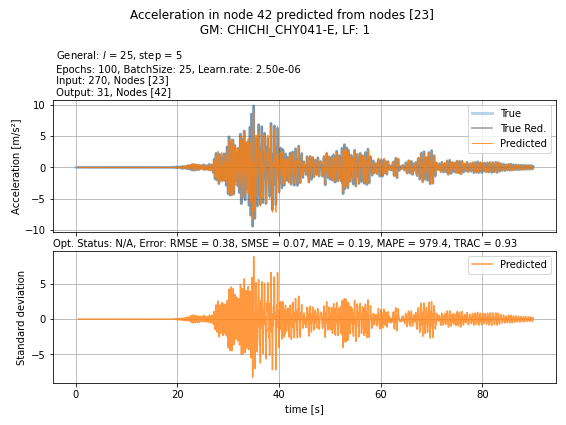 Acceleration in node 42 predicted from nodes [23]
GM: CHICHI_CHY041-E, LF: 1
General: l = 25, step = 5
Epochs: 100, BatchSize: 25, Learn.rate: 2.50e-06
Input: 270, Nodes [23]
Output: 31, Nodes [42]
Acceleration [m/s²]
10
5
0
−5
−10
True
True Red.
Predicted
Opt. Status: N/A, Error: RMSE = 0.38, SMSE = 0.07, MAE = 0.19, MAPE = 979.4, TRAC = 0.93
Standard deviation
5
0
−5
Predicted
0 20 40 60 80
time [s]